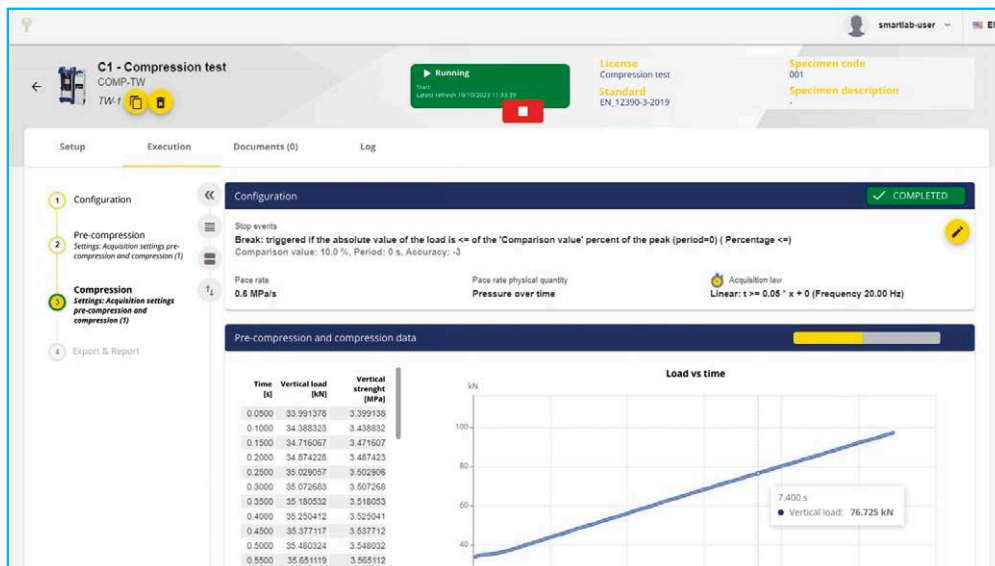 smartlab-user
C1 - Compression test
COMP-TW
TW-1
Running
Start:
Latest refresh 19/10/2023 11:33:39
License
Compression test
Standard
EN_12390-3-2019
Specimen code
001
Specimen description
-
Setup Execution Documents (0) Log
1 Configuration
2 Pre-compression
Settings: Acquisition settings pre-
compression and compression (1)
3 Compression
Settings: Acquisition settings
pre-compression and
compression (1)
4 Export & Report
Configuration
COMPLETED
Stop events
Break: triggered if the absolute value of the load is <= of the 'Comparison value' percent of the peak (period=0) ( Percentage <=)
Comparison value: 10.0 %, Period: 0 s, Accuracy: -3
Pace rate
0.6 MPa/s
Pace rate physical quantity
Pressure over time
Acquisition law
Linear: t >= 0.05 * x + 0 (Frequency 20.00 Hz)
Pre-compression and compression data
Time [s] Vertical load [kN] Vertical strenght [MPa]
0.0500 33.991378 3.399138
0.1000 34.388323 3.438832
0.1500 34.716067 3.471607
0.2000 34.874228 3.487423
0.2500 35.029057 3.502906
0.3000 35.072683 3.507268
0.3500 35.180532 3.518053
0.4000 35.250412 3.525041
0.4500 35.377117 3.537712
0.5000 35.480324 3.548032
0.5500 35.651119 3.565112
Load vs time
kN
100
80
60
40
7.400 s
Vertical load: 76.725 kN